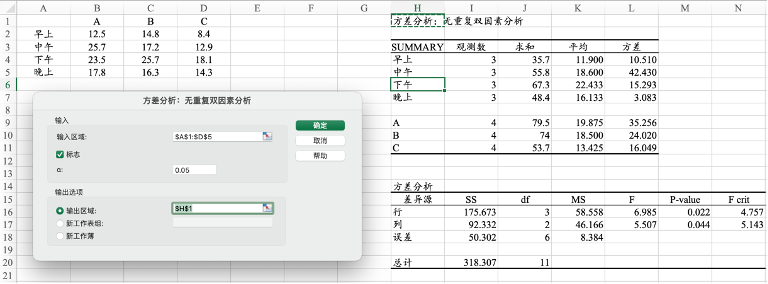 A B C D E F G H I J K L M N
1 A B C 方差分析：无重复双因素分析
2 早上 12.5 14.8 8.4
3 中午 25.7 17.2 12.9 SUMMARY 观测数 求和 平均 方差
4 下午 23.5 25.7 18.1 早上 3 35.7 11.900 10.510
5 晚上 17.8 16.3 14.3 中午 3 55.8 18.600 42.430
6 下午 3 67.3 22.433 15.293
7 晚上 3 48.4 16.133 3.083
8
9 A 4 79.5 19.875 35.256
10 B 4 74 18.500 24.020
11 C 4 53.7 13.425 16.049
12
13
14 方差分析
15 差异源 SS df MS F P-value F crit
16 行 175.673 3 58.558 6.985 0.022 4.757
17 列 92.332 2 46.166 5.507 0.044 5.143
18 误差 50.302 6 8.384
19
20 总计 318.307 11
21
方差分析：无重复双因素分析
输入
输入区域: $A$1:$D$5
标志
α: 0.05
输出选项
输出区域: $H$1
新工作表组:
新工作薄
确定
取消
帮助